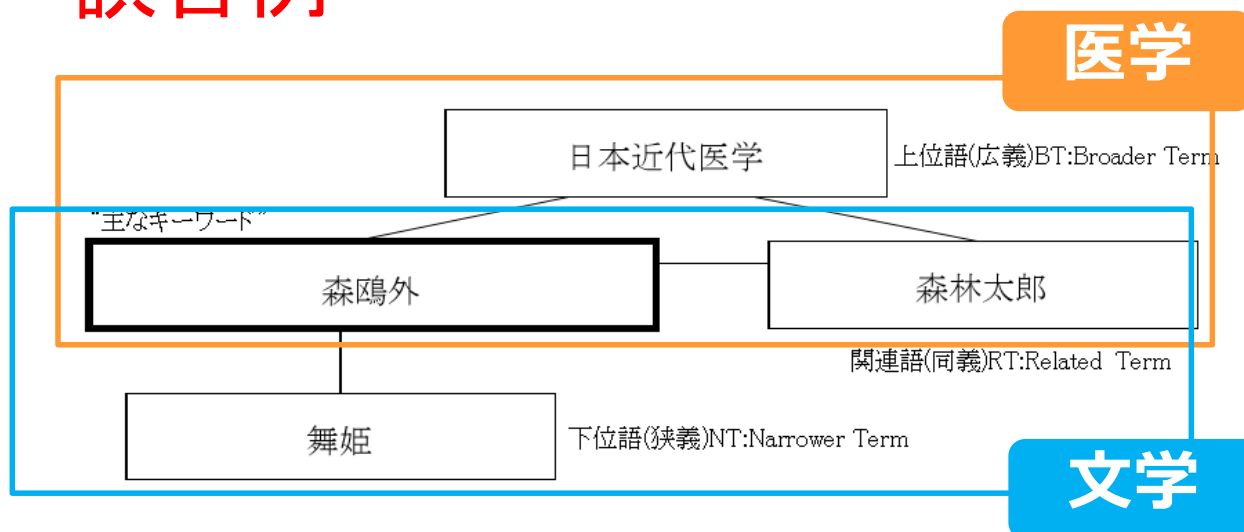 医学
日本近代医学
上位語(広義)BT:Broader Term
“主なキーワード”
森鴎外
森林太郎
関連語(同義)RT:Related Term
舞姫
下位語(狭義)NT:Narrower Term
文学